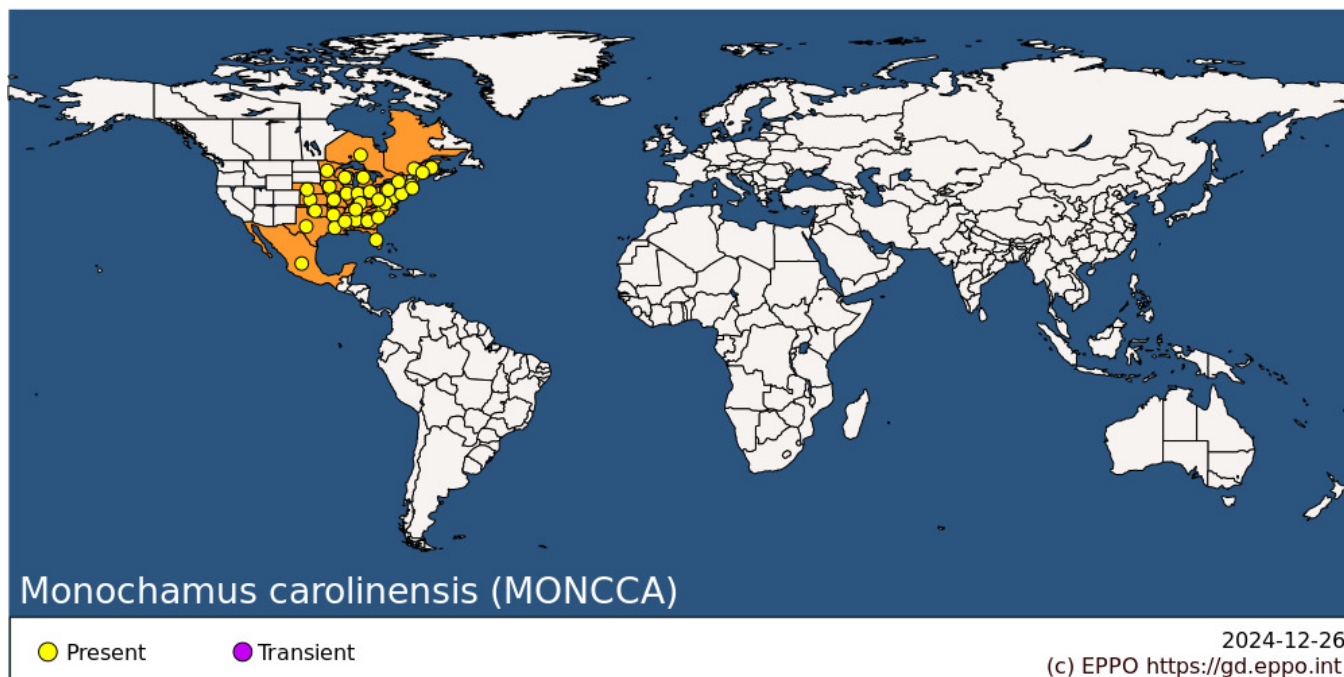 Monochamus carolinensis (MONCCA)
Present
Transient
2024-12-26
(c) EPPO https://gd.eppo.int